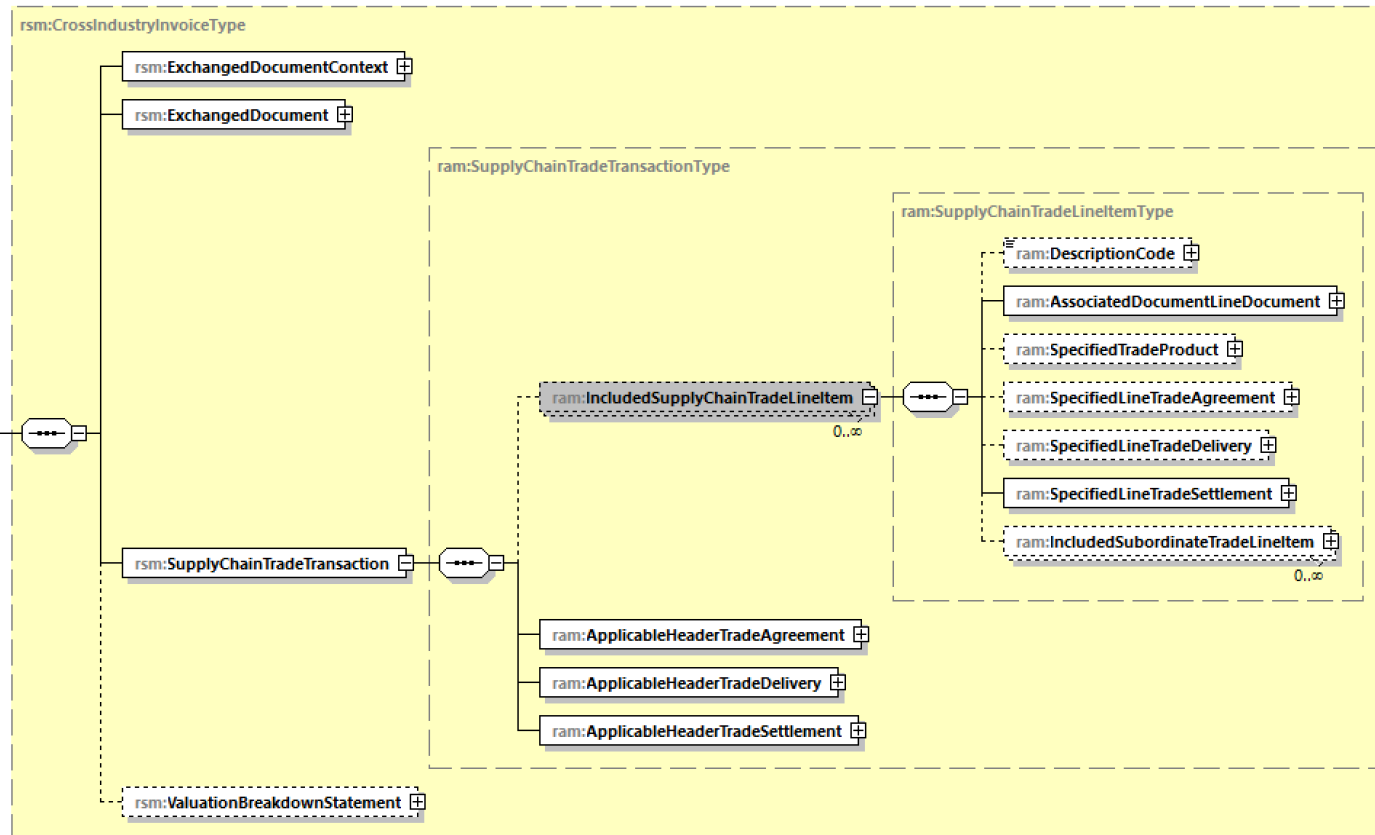 rsm:CrossIndustryInvoiceType
rsm:ExchangedDocumentContext
rsm:ExchangedDocument
ram:SupplyChainTradeTransactionType
ram:SupplyChainTradeLineItemType
ram:DescriptionCode
ram:AssociatedDocumentLineDocument
ram:SpecifiedTradeProduct
ram:IncludedSupplyChainTradeLineItem
0..∞
ram:SpecifiedLineTradeAgreement
ram:SpecifiedLineTradeDelivery
ram:SpecifiedLineTradeSettlement
ram:IncludedSubordinateTradeLineItem
0..∞
rsm:SupplyChainTradeTransaction
ram:ApplicableHeaderTradeAgreement
ram:ApplicableHeaderTradeDelivery
ram:ApplicableHeaderTradeSettlement
rsm:ValuationBreakdownStatement